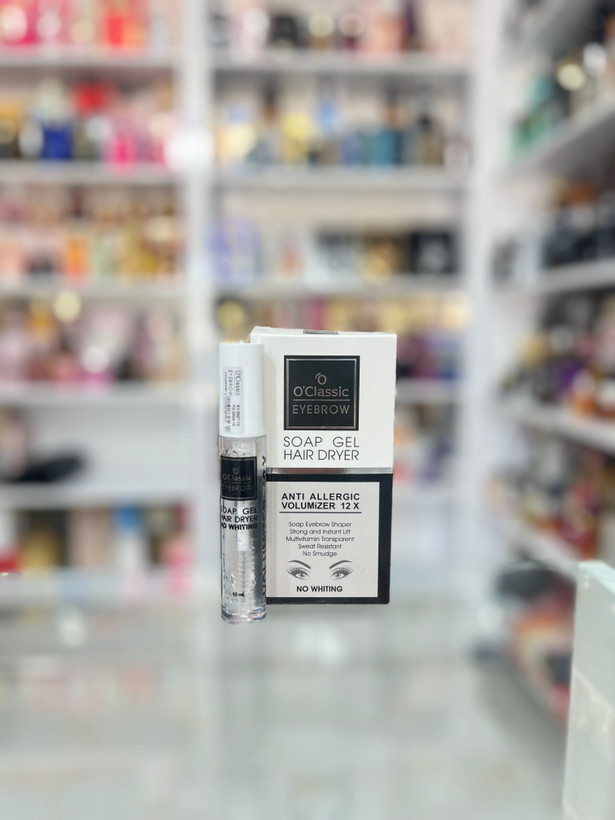 O'Classic
EYEBROW
SOAP GEL
HAIR DRYER
ANTI ALLERGIC
VOLUMiZER 12 X
Soap Eyebrow Shaper
Strong and Instant Lift
Multivitamin Transparent
Sweat Resistant
No Smudge
NO WHITING
O'Classic
O'Classic
EYEBROW
SOAP GEL
HAIR DRYER
NO WHITING
10 ml